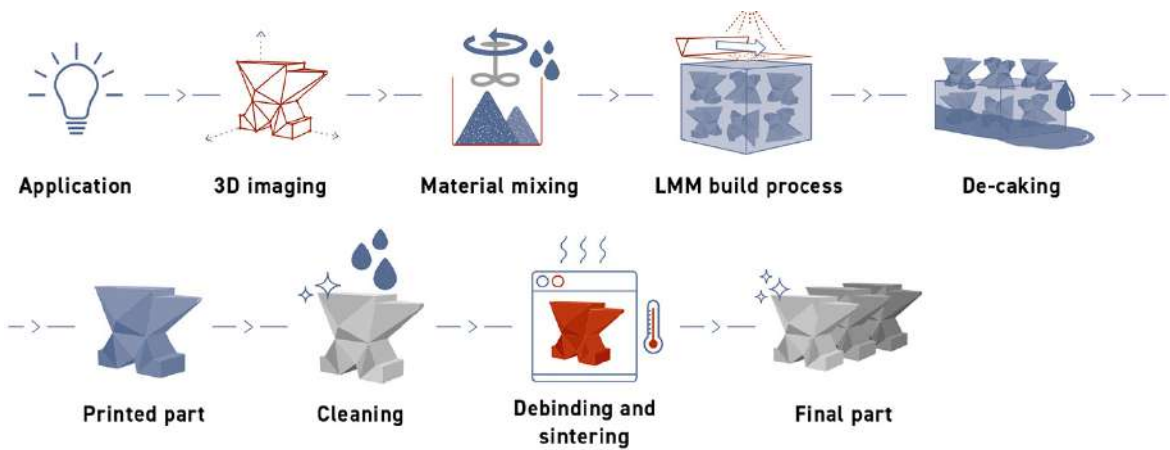 Application
3D imaging
Material mixing
LMM build process
De-caking
Printed part
Cleaning
Debinding and
sintering
Final part